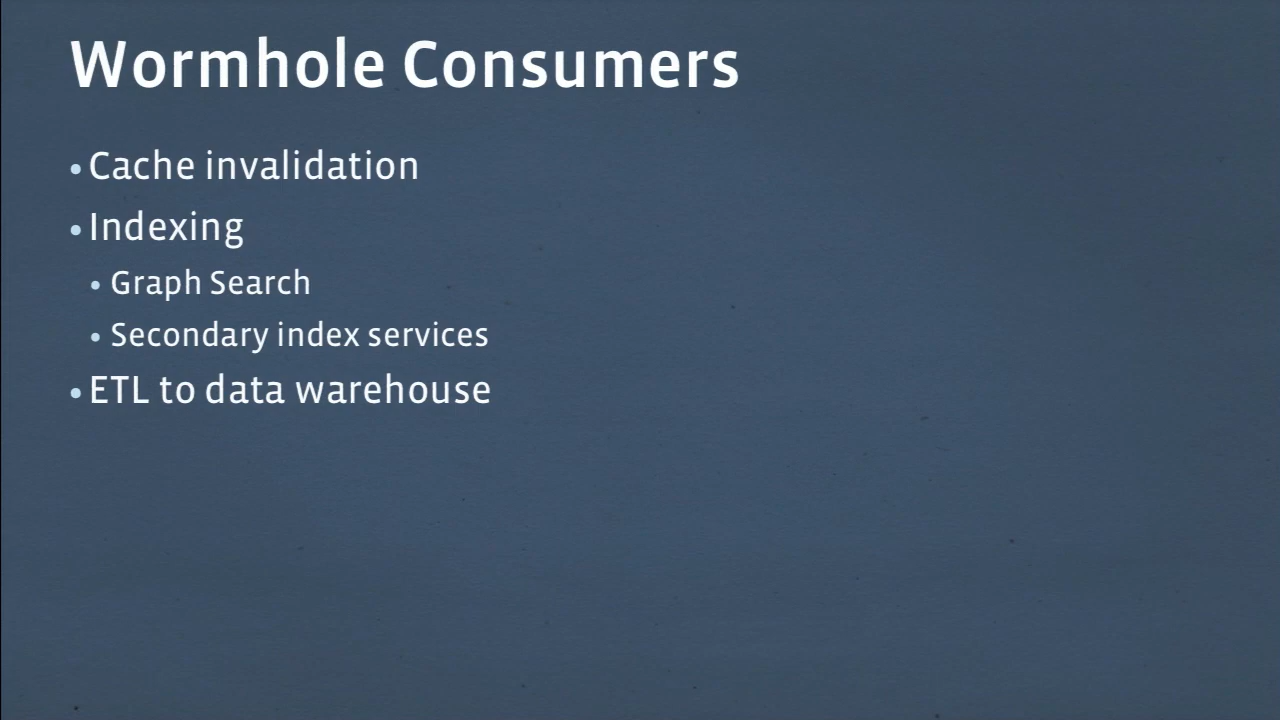 Wormhole Consumers
• Cache invalidation
• Indexing
• Graph Search
• Secondary index services
• ETL to data warehouse